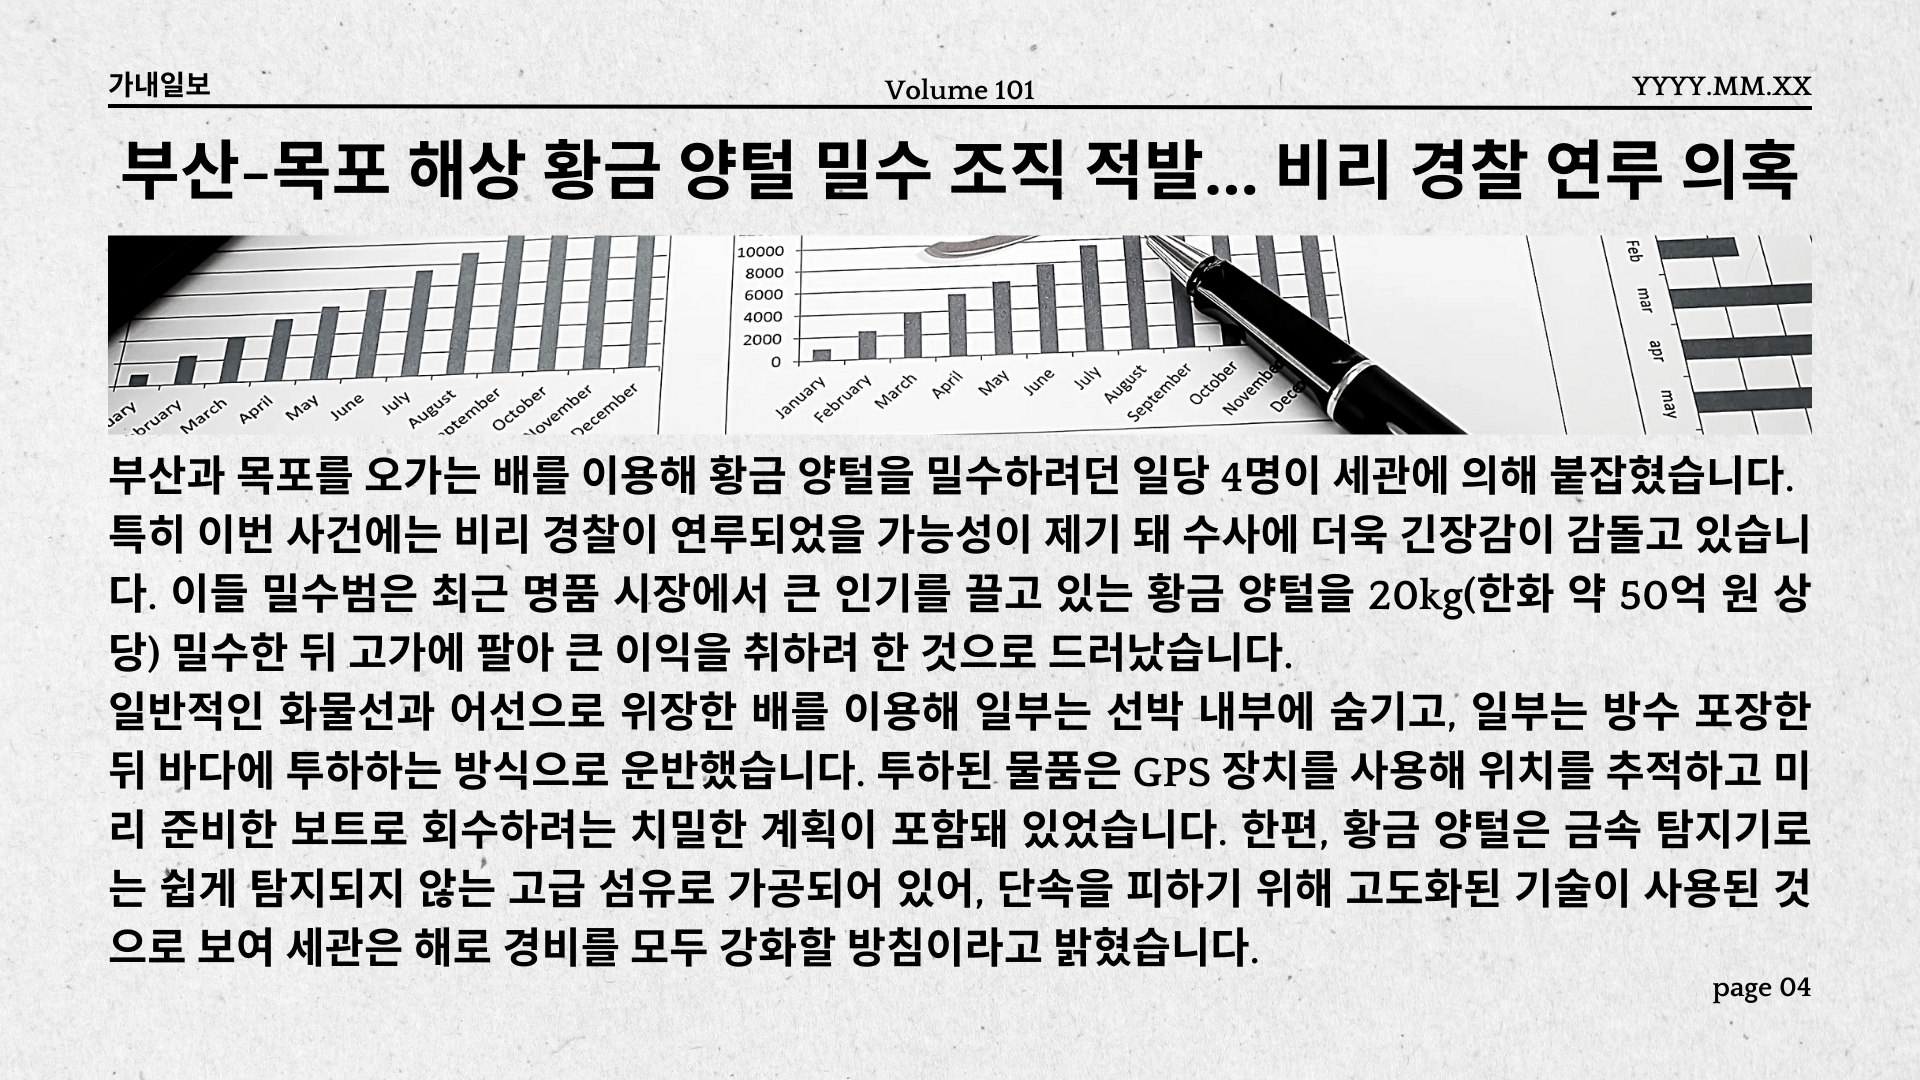 가내일보
Volume 101
YYYY.MM.XX
부산-목포 해상 황금 양털 밀수 조직 적발... 비리 경찰 연루 의혹
10000
8000
6000
4000
2000
0
bruary
March
April
May
June
July
August
eptember
October
November
December
January
February
March
April
May
June
July
August
September
October
November
Feb
mar
apr
may
부산과 목포를 오가는 배를 이용해 황금 양털을 밀수하려던 일당 4명이 세관에 의해 붙잡혔습니다.
특히 이번 사건에는 비리 경찰이 연루되었을 가능성이 제기 돼 수사에 더욱 긴장감이 감돌고 있습니
다. 이들 밀수범은 최근 명품 시장에서 큰 인기를 끌고 있는 황금 양털을 20kg(한화 약 50억 원 상
당) 밀수한 뒤 고가에 팔아 큰 이익을 취하려 한 것으로 드러났습니다.
일반적인 화물선과 어선으로 위장한 배를 이용해 일부는 선박 내부에 숨기고, 일부는 방수 포장한
뒤 바다에 투하하는 방식으로 운반했습니다. 투하된 물품은 GPS 장치를 사용해 위치를 추적하고 미
리 준비한 보트로 회수하려는 치밀한 계획이 포함돼 있었습니다. 한편, 황금 양털은 금속 탐지기로
는 쉽게 탐지되지 않는 고급 섬유로 가공되어 있어, 단속을 피하기 위해 고도화된 기술이 사용된 것
으로 보여 세관은 해로 경비를 모두 강화할 방침이라고 밝혔습니다.
page 04